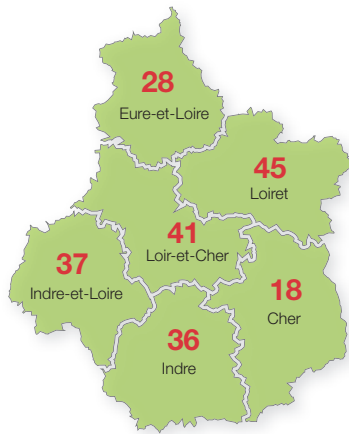 28
Eure-et-Loire
45
Loiret
41
Loir-et-Cher
37
Indre-et-Loire
18
Cher
36
Indre